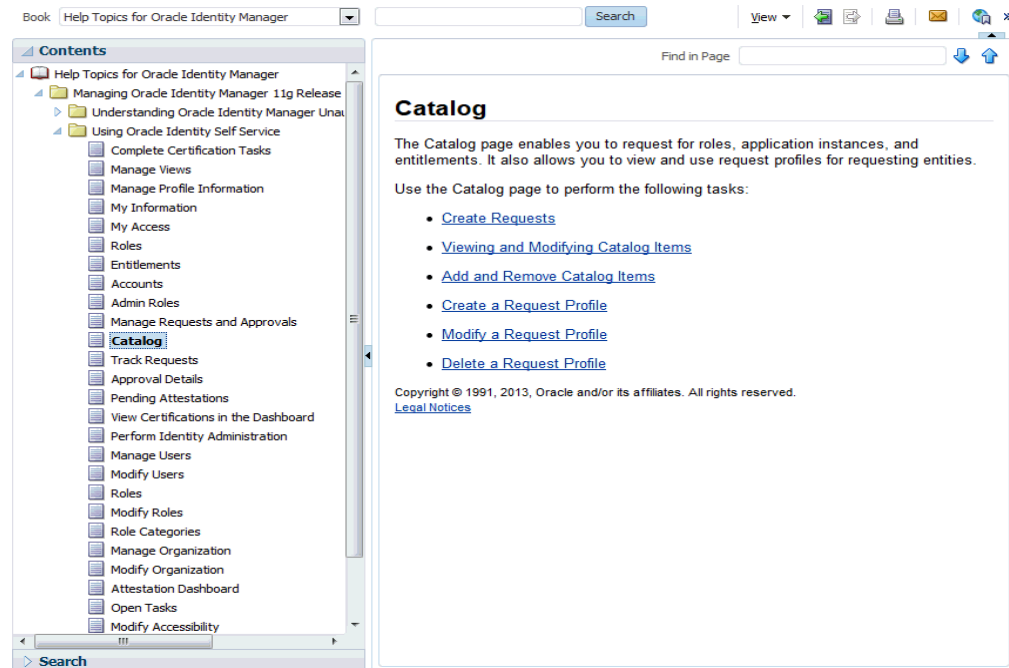 Book Help Topics for Oracle Identity Manager Search View
Contents
Help Topics for Oracle Identity Manager
Managing Oracle Identity Manager 11g Release
Understanding Oracle Identity Manager Unau
Using Oracle Identity Self Service
Complete Certification Tasks
Manage Views
Manage Profile Information
My Information
My Access
Roles
Entitlements
Accounts
Admin Roles
Manage Requests and Approvals
Catalog
Track Requests
Approval Details
Pending Attestations
View Certifications in the Dashboard
Perform Identity Administration
Manage Users
Modify Users
Roles
Modify Roles
Role Categories
Manage Organization
Modify Organization
Attestation Dashboard
Open Tasks
Modify Accessibility
Search
Find in Page
Catalog
The Catalog page enables you to request for roles, application instances, and
entitlements. It also allows you to view and use request profiles for requesting entities.
Use the Catalog page to perform the following tasks:
• Create Requests
• Viewing and Modifying Catalog Items
• Add and Remove Catalog Items
• Create a Request Profile
• Modify a Request Profile
• Delete a Request Profile
Copyright © 1991, 2013, Oracle and/or its affiliates. All rights reserved.
Legal Notices